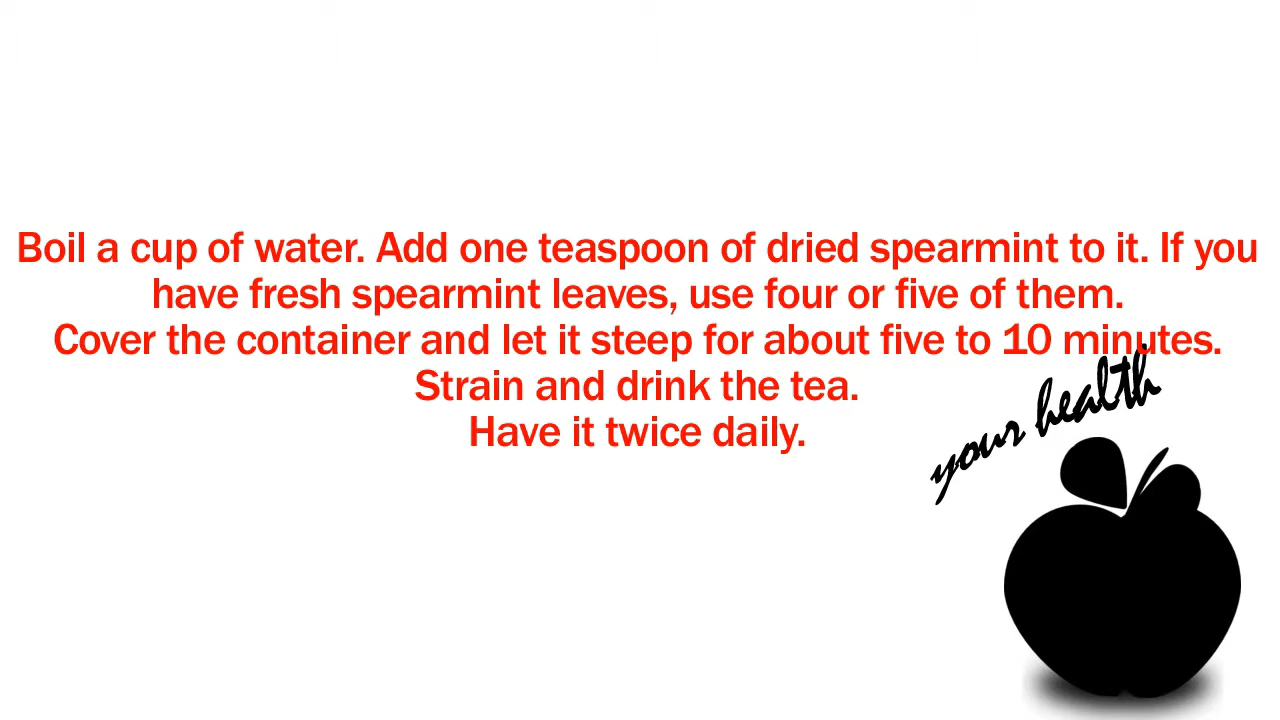 Boil a cup of water. Add one teaspoon of dried spearmint to it. If you
have fresh spearmint leaves, use four or five of them.
Cover the container and let it steep for about five to 10 minutes.
Strain and drink the tea.
Have it twice daily.
your health